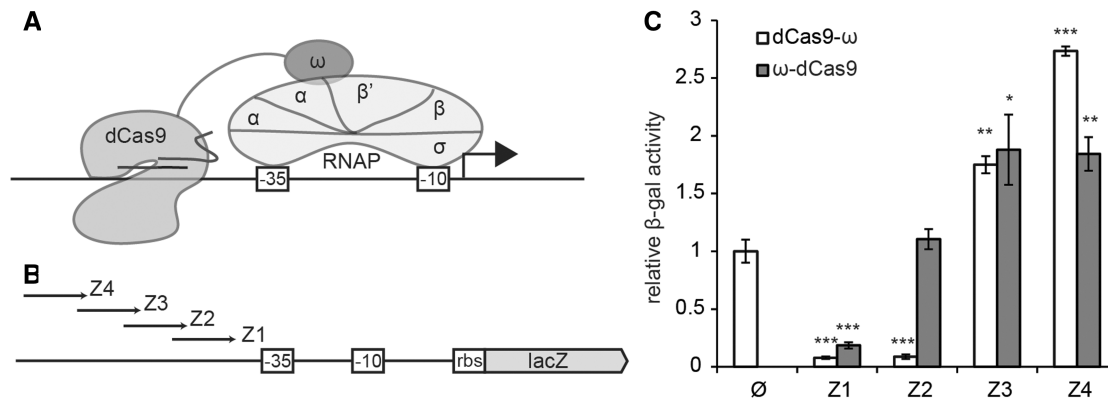 A
ω
α
β'
α
β
dCas9
σ
RNAP
-35
-10
B
Z4
Z3
Z2
Z1
-35
-10
rbs
lacZ
C
3
2.5
2
1.5
1
0.5
0
relative β-gal activity
dCas9-ω
ω-dCas9
***
***
***
**
*
***
**
Ø
Z1
Z2
Z3
Z4